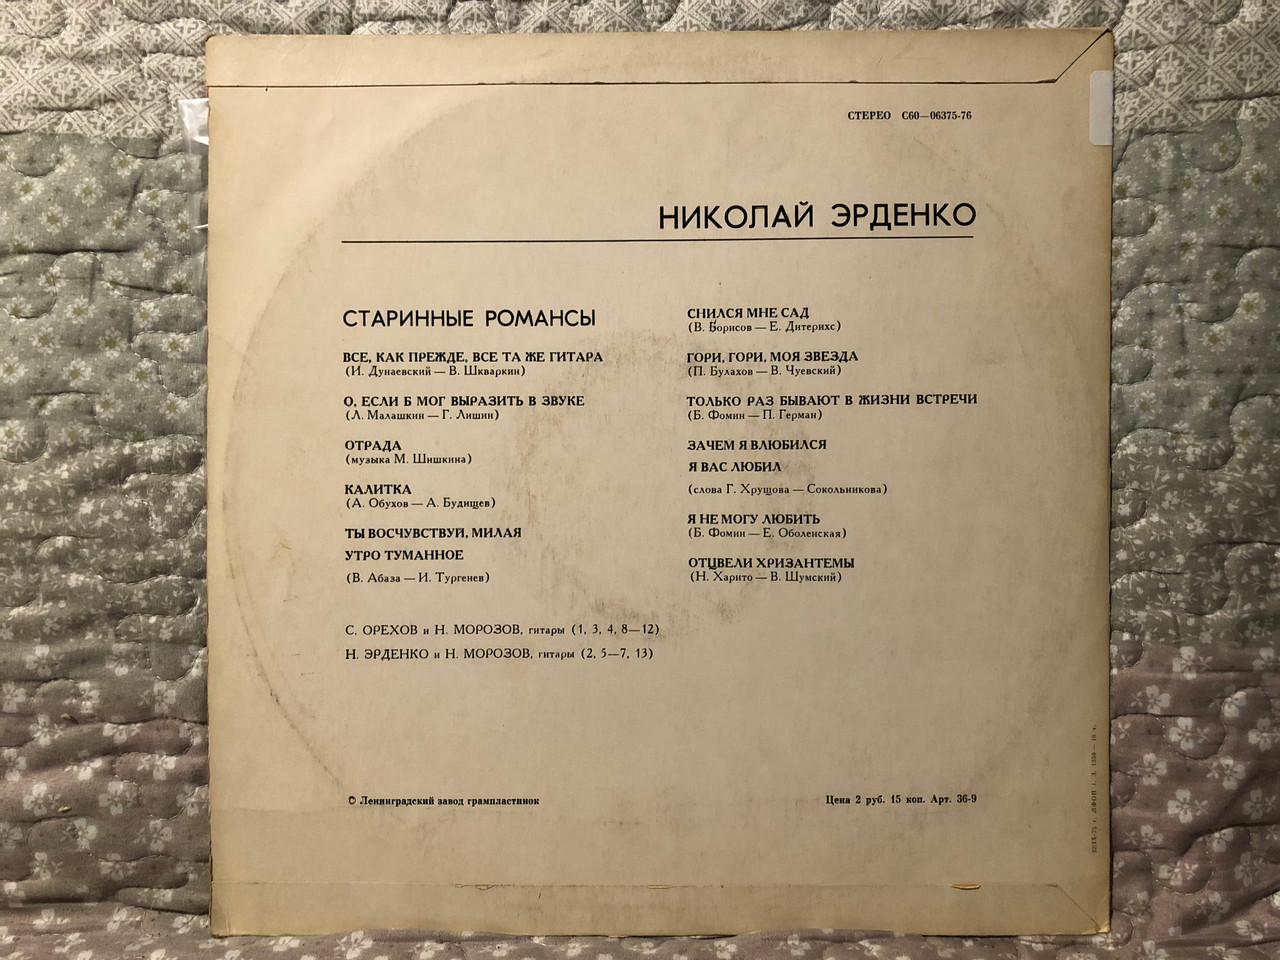 СТЕРЕО С60—06375-76
НИКОЛАЙ ЭРДЕНКО
СТАРИННЫЕ РОМАНСЫ
ВСЕ, КАК ПРЕЖДЕ, ВСЕ ТА ЖЕ ГИТАРА
(И. Дунаевский — В. Шкваркин)
О, ЕСЛИ Б МОГ ВЫРАЗИТЬ В ЗВУКЕ
(Л. Малашкин — Г. Лишин)
ОТРАДА
(музыка М. Шишкина)
КАЛИТКА
(А. Обухов — А. Будищев)
ТЫ ВОСЧУВСТВУЙ, МИЛАЯ
УТРО ТУМАННОЕ
(В. Абаза — И. Тургенев)
СНИЛСЯ МНЕ САД
(В. Борисов — Е. Дитерихс)
ГОРИ, ГОРИ, МОЯ ЗВЕЗДА
(П. Булахов — В. Чуевский)
ТОЛЬКО РАЗ БЫВАЮТ В ЖИЗНИ ВСТРЕЧИ
(Б. Фомин — П. Герман)
ЗАЧЕМ Я ВЛЮБИЛСЯ
Я ВАС ЛЮБИЛ
(слова Г. Хрущова — Сокольникова)
Я НЕ МОГУ ЛЮБИТЬ
(Б. Фомин — Е. Оболенская)
ОТЦВЕЛИ ХРИЗАНТЕМЫ
(Н. Харито — В. Шумский)
С. ОРЕХОВ и Н. МОРОЗОВ, гитары (1, 3, 4, 8—12)
Н. ЭРДЕНКО и Н. МОРОЗОВ, гитары (2, 5—7, 13)
© Ленинградский завод грампластинок
Цена 2 руб. 15 коп. Арт. 36-9